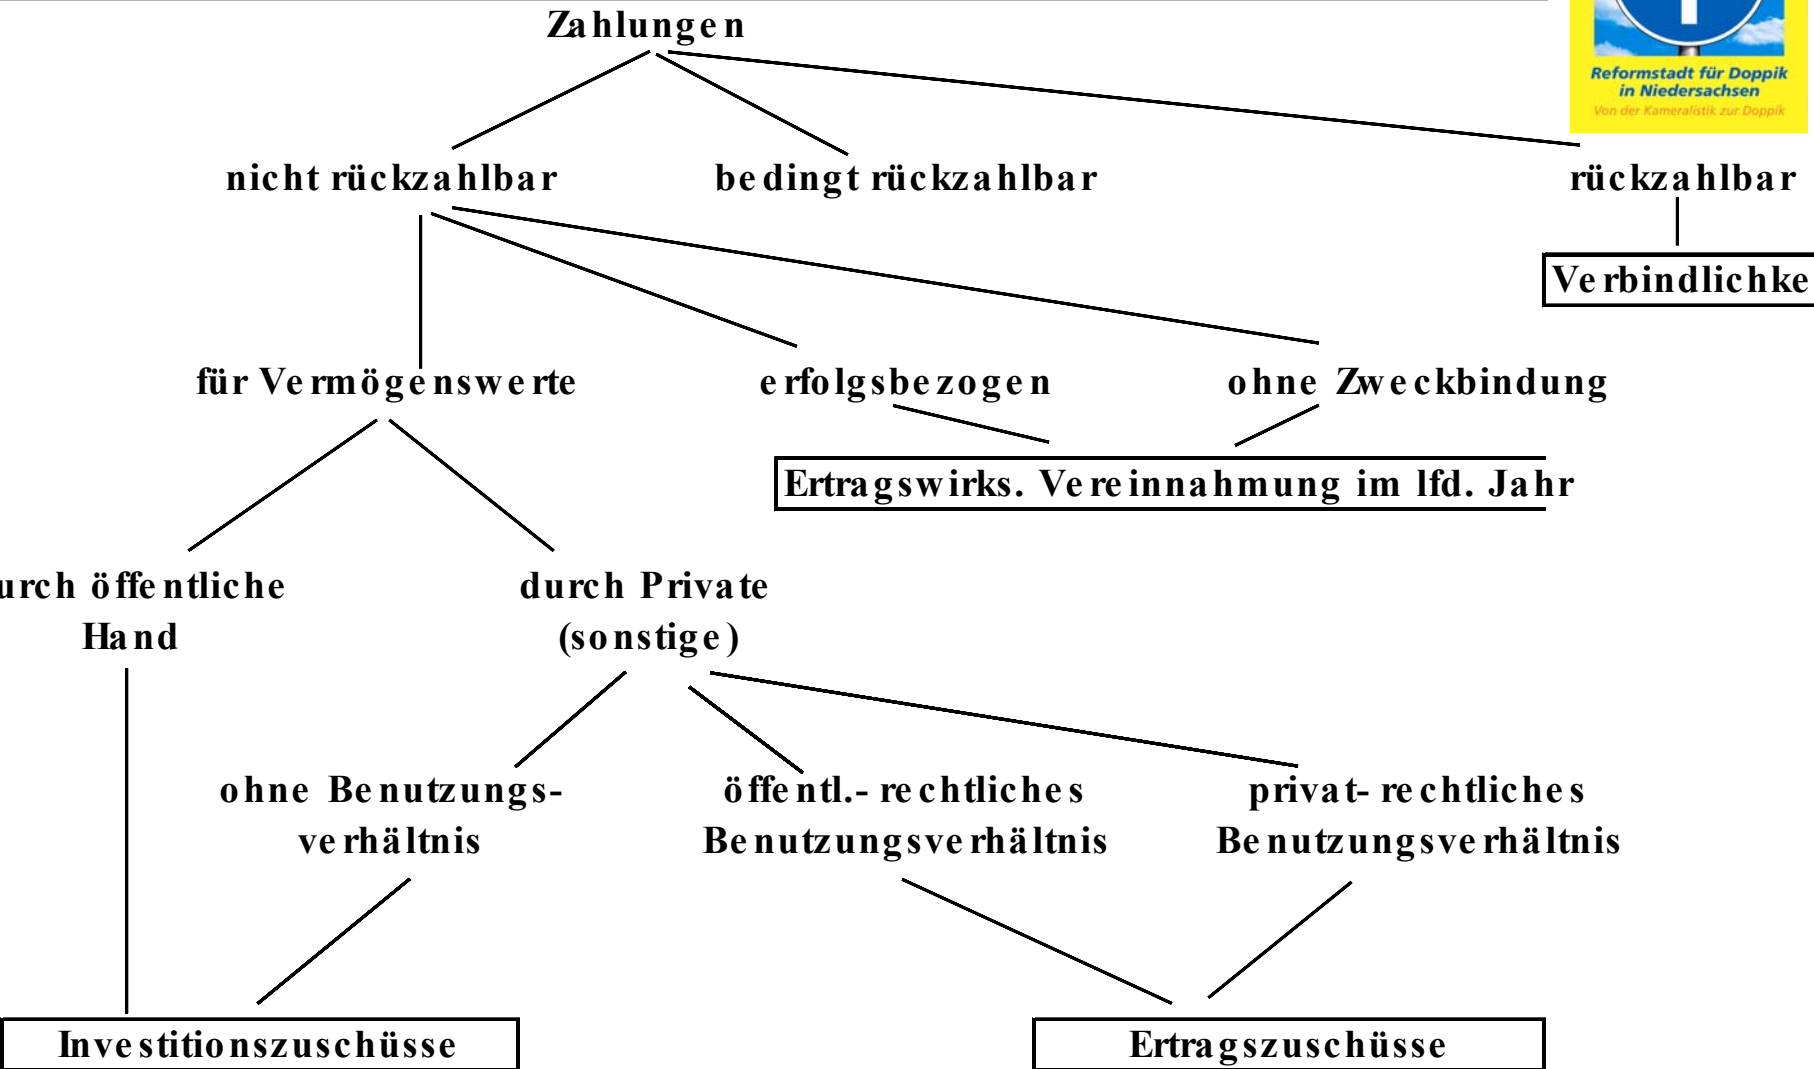 Zahlungen
Reformstadt für Doppik
in Niedersachsen
Von der Kameralistik zur Doppik
nicht rückzahlbar
bedingt rückzahlbar
rückzahlbar
Verbindlichke
für Vermögenswerte
erfolgsbezogen
ohne Zweckbindung
Ertragswirks. Vereinnahmung im lfd. Jahr
urch öffentliche
Hand
durch Private
(sonstige)
ohne Benutzungs-
verhältnis
öffentl.- rechtliches
Benutzungsverhältnis
privat- rechtliches
Benutzungsverhältnis
Investitionszuschüsse
Ertragszuschüsse